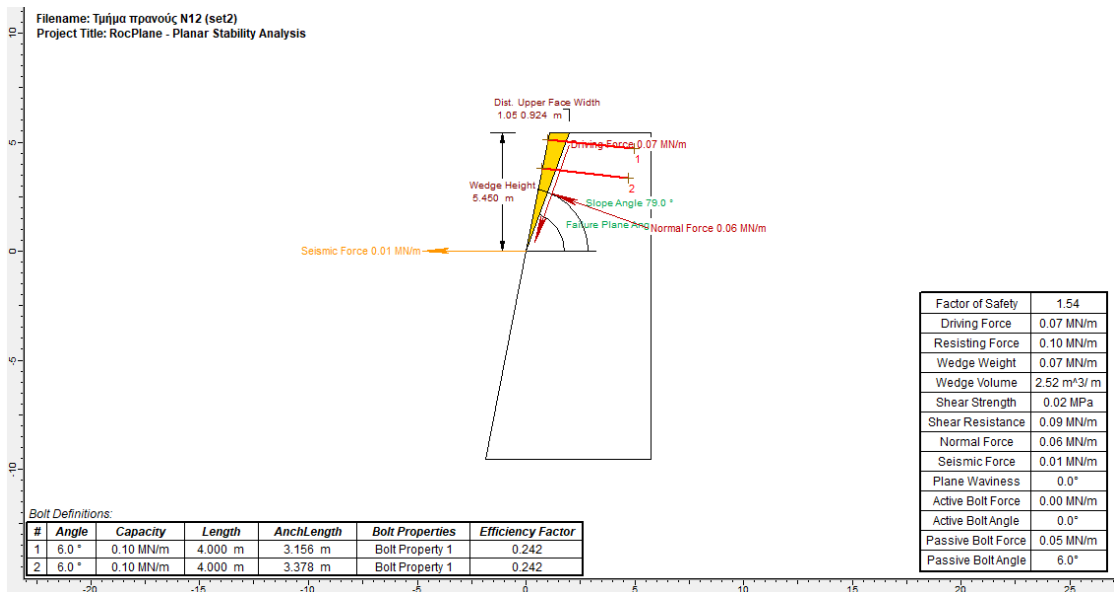 Filename: Τμήμα πρανούς N12 (set2)
Project Title: RocPlane - Planar Stability Analysis
10
5
0
-5
-10
Dist. Upper Face Width
1.05 0.924 m
Driving Force 0.07 MN/m
1
2
Wedge Height
5.450 m
Slope Angle 79.0 °
Failure Plane Ang
Normal Force 0.06 MN/m
Seismic Force 0.01 MN/m
Factor of Safety 1.54
Driving Force 0.07 MN/m
Resisting Force 0.10 MN/m
Wedge Weight 0.07 MN/m
Wedge Volume 2.52 m^3/ m
Shear Strength 0.02 MPa
Shear Resistance 0.09 MN/m
Normal Force 0.06 MN/m
Seismic Force 0.01 MN/m
Plane Waviness 0.0°
Active Bolt Force 0.00 MN/m
Active Bolt Angle 0.0°
Passive Bolt Force 0.05 MN/m
Passive Bolt Angle 6.0°
Bolt Definitions:
# Angle Capacity Length AnchLength Bolt Properties Efficiency Factor
1 6.0 ° 0.10 MN/m 4.000 m 3.156 m Bolt Property 1 0.242
2 6.0 ° 0.10 MN/m 4.000 m 3.378 m Bolt Property 1 0.242
-20 -15 -10 -5 0 5 10 15 20 25